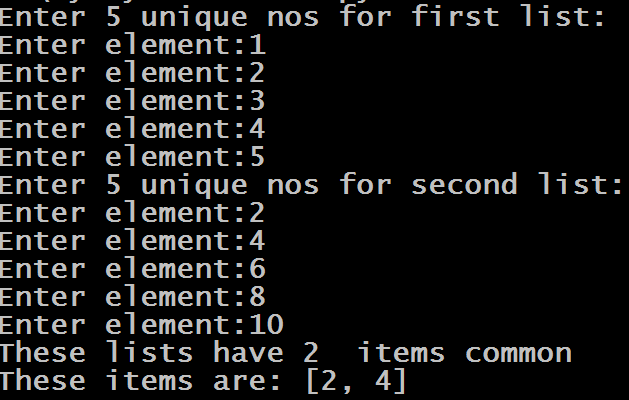 Enter 5 unique nos for first list:
Enter element:1
Enter element:2
Enter element:3
Enter element:4
Enter element:5
Enter 5 unique nos for second list:
Enter element:2
Enter element:4
Enter element:6
Enter element:8
Enter element:10
These lists have 2  items common
These items are: [2, 4]